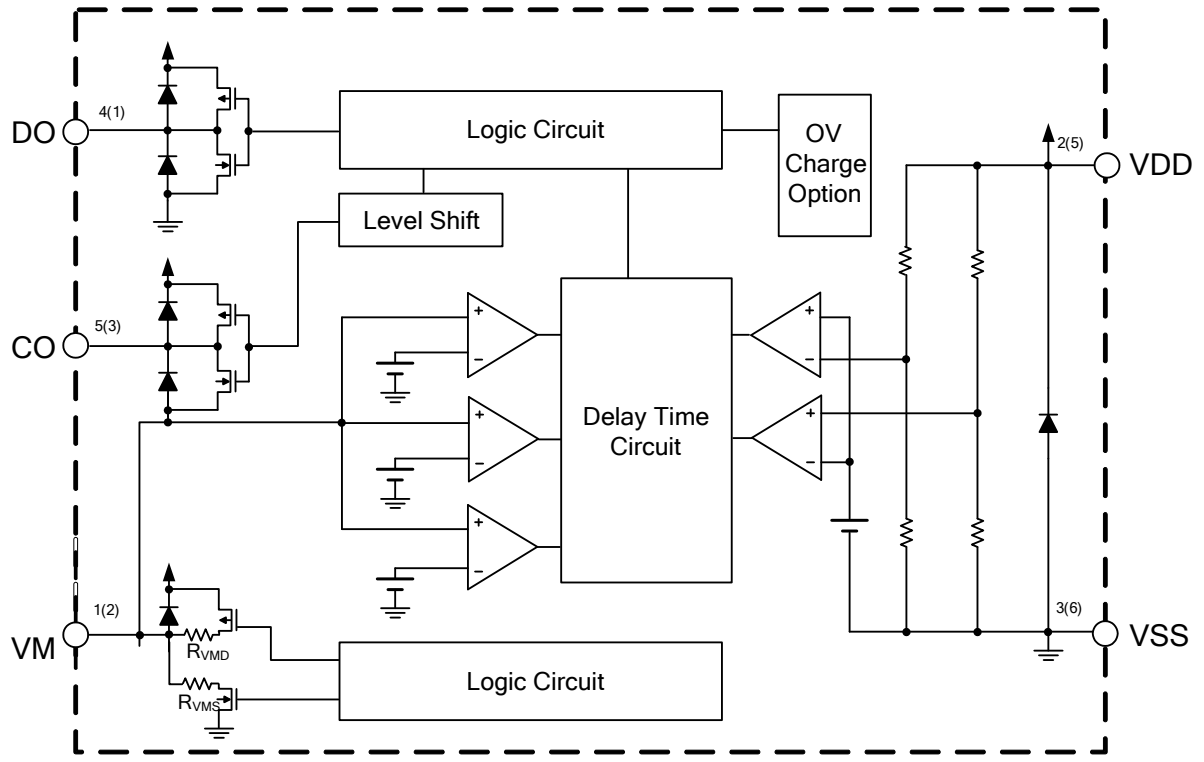 DO
4(1)
Logic Circuit
OV
Charge
Option
2(5)
VDD
Level Shift
CO
5(3)
+
−
+
−
+
−
Delay Time
Circuit
+
−
+
−
VM
1(2)
RVMD
RVMS
Logic Circuit
3(6)
VSS